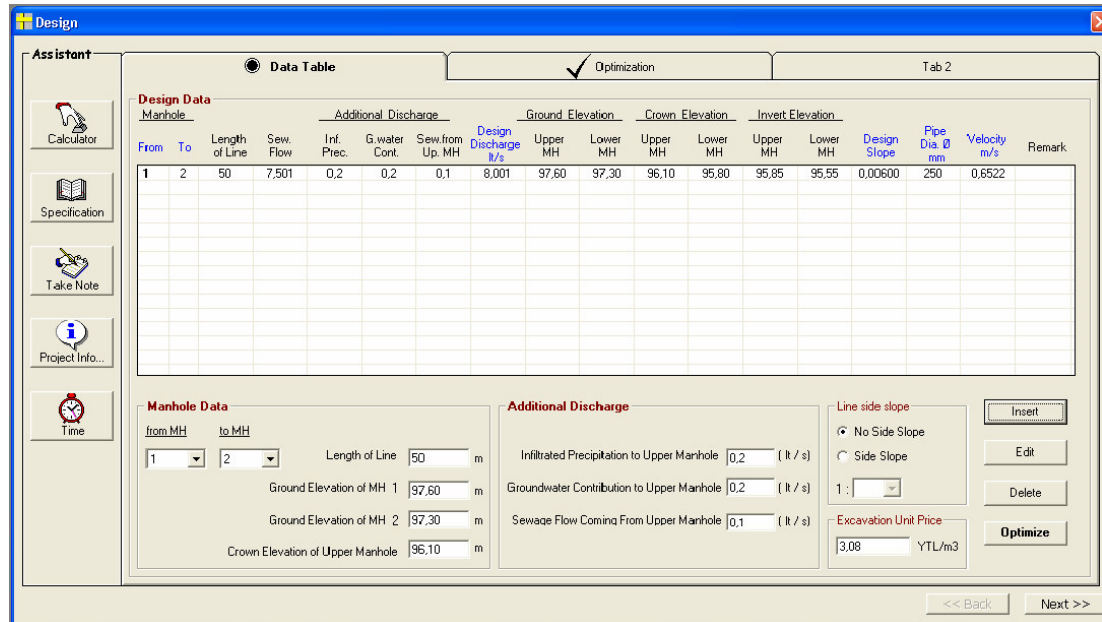 Design
Assistant
Data Table
Optimization
Tab 2
Calculator
Specification
Take Note
Project Info...
Time
Design Data
Manhole Additional Discharge Ground Elevation Crown Elevation Invert Elevation
From To Length of Line Sew. Flow Inf. Prec. G.water Cont. Sew.from Up. MH Design Discharge lt/s Upper MH Lower MH Upper MH Lower MH Upper MH Lower MH Design Slope Pipe Dia. Ø mm Velocity m/s Remark
1 2 50 7,501 0,2 0,2 0,1 8,001 97,60 97,30 96,10 95,80 95,85 95,55 0,00600 250 0,6522
Manhole Data
from MH to MH
1 2 Length of Line 50 m
Ground Elevation of MH 1 97,60 m
Ground Elevation of MH 2 97,30 m
Crown Elevation of Upper Manhole 96,10 m
Additional Discharge
Infiltrated Precipitation to Upper Manhole 0,2 ( lt / s)
Groundwater Contribution to Upper Manhole 0,2 ( lt / s)
Sewage Flow Coming From Upper Manhole 0,1 ( lt / s)
Line side slope
No Side Slope
Side Slope
1 :
Excavation Unit Price
3,08 YTL/m3
Insert
Edit
Delete
Optimize
<< Back Next >>